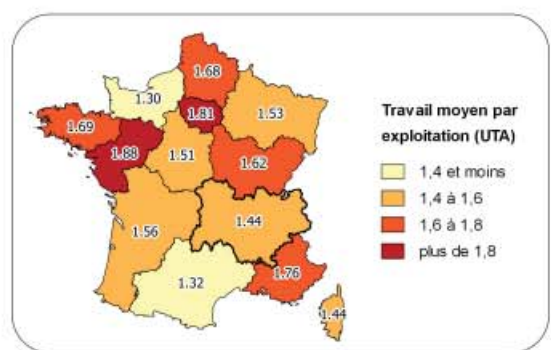 1.68
1.30
1.81
1.53
1.69
1.88
1.51
1.62
1.56
1.44
1.32
1.76
1.44
Travail moyen par
exploitation (UTA)
1,4 et moins
1,4 à 1,6
1,6 à 1,8
plus de 1,8